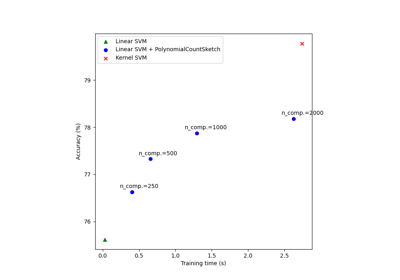 Linear SVM
Linear SVM + PolynomialCountSketch
Kernel SVM
79
78
77
76
Accuracy (%)
n_comp.=2000
n_comp.=1000
n_comp.=500
n_comp.=250
0.0 0.5 1.0 1.5 2.0 2.5
Training time (s)